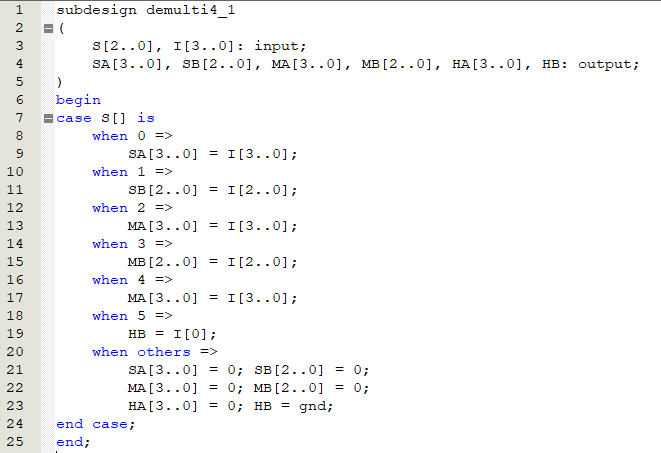 1 subdesign demulti4_1
2 (
3 S[2..0], I[3..0]: input;
4 SA[3..0], SB[2..0], MA[3..0], MB[2..0], HA[3..0], HB: output;
5 )
6 begin
7 case S[] is
8 when 0 =>
9 SA[3..0] = I[3..0];
10 when 1 =>
11 SB[2..0] = I[2..0];
12 when 2 =>
13 MA[3..0] = I[3..0];
14 when 3 =>
15 MB[2..0] = I[2..0];
16 when 4 =>
17 MA[3..0] = I[3..0];
18 when 5 =>
19 HB = I[0];
20 when others =>
21 SA[3..0] = 0; SB[2..0] = 0;
22 MA[3..0] = 0; MB[2..0] = 0;
23 HA[3..0] = 0; HB = gnd;
24 end case;
25 end;